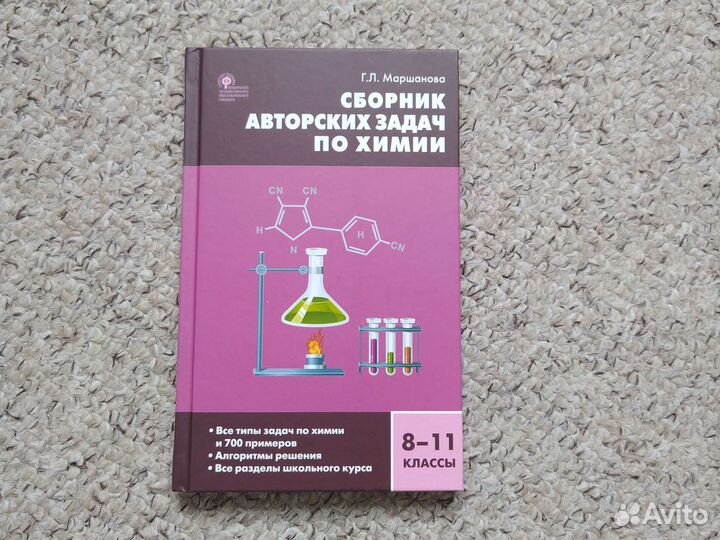 Г.Л. Маршанова
СБОРНИК
АВТОРСКИХ ЗАДАЧ
ПО ХИМИИ
CN
CN
H
N
H
CN
• Все типы задач по химии
и 700 примеров
• Алгоритмы решения
• Все разделы школьного курса
8–11
КЛАССЫ
Avito